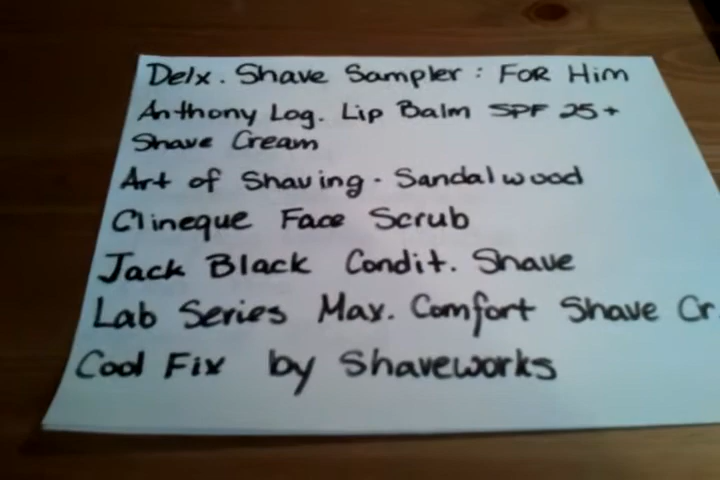 Delx. Shave Sampler: FOR Him
Anthony Log. Lip Balm SPF 25+
Shave Cream
Art of Shaving. Sandalwood
Clineque Face Scrub
Jack Black Condit. Shave
Lab Series Max. Comfort Shave Cr.
Cool Fix by Shaveworks